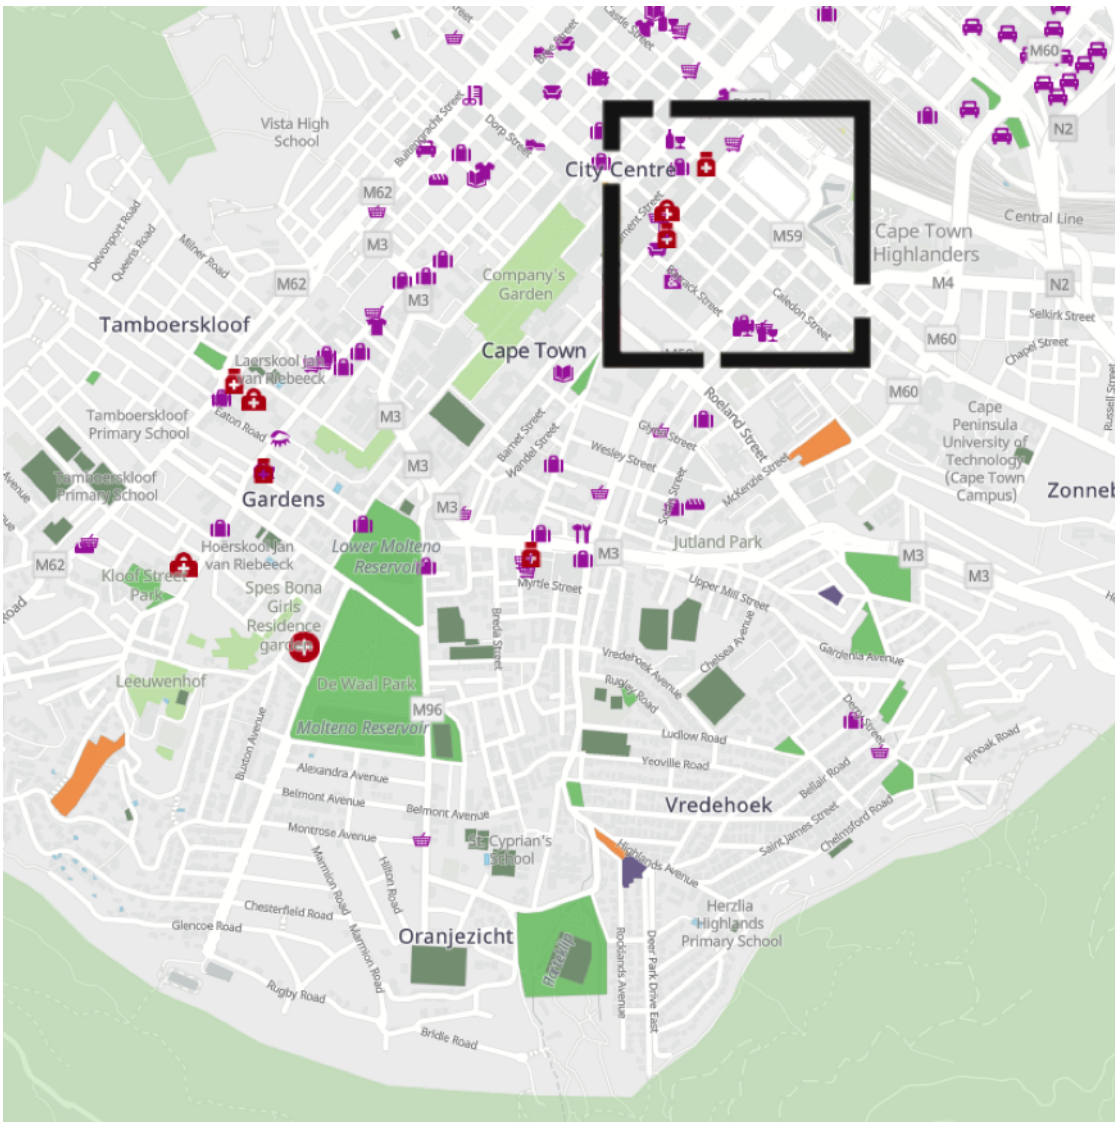 Castle Street
M60
Vista High
School
Buitengracht Street
Dorp Street
N2
City Centre
M62
Devonport Road
Queens Road
Milner Road
M3
M59
Central Line
Cape Town
Highlanders
Company's
Garden
M62
M3
M4
N2
Selkirk Street
Caledon Street
Tamboerskloof
Cape Town
M60
Chapel Street
Laerskool Jan
van Riebeeck
Russell Street
M60
Roeland Street
Tamboerskloof
Primary School
Eaton Road
M3
Barnet Street
Wandel Street
Wesley Street
McKenzie Street
Cape
Peninsula
University of
Technology
(Cape Town
Campus)
Avenue
Tamboerskloof
Primary School
M3
Gardens
M3
Hoërskool Jan
van Riebeeck
Lower Molteno
Reservoir
M3
Jutland Park
M3
M3
M62
Kloof Street
Park
Myrtle Street
Upper Mill Street
Road
Spes Bona
Girls
Residence
Breda Street
Chelsea Avenue
Gardenia Avenue
Vredehoek Avenue
Rugley Road
Leeuwenhof
De Waal Park
M96
Molteno Reservoir
Derry Street
Buxton Avenue
Ludlow Road
Pinoak Road
Yeoville Road
Alexandra Avenue
Bellair Road
Belmont Avenue
Belmont Avenue
Vredehoek
Saint James Street
Chelmsford Road
Montrose Avenue
St Cyprian's
School
Highlands Avenue
Marmion Road
Hilton Road
Chesterfield Road
Herzlia
Highlands
Primary School
Glencoe Road
Marmion Road
Oranjezicht
Rocklands Avenue
Deer Park Drive East
Rugby Road
Bridle Road